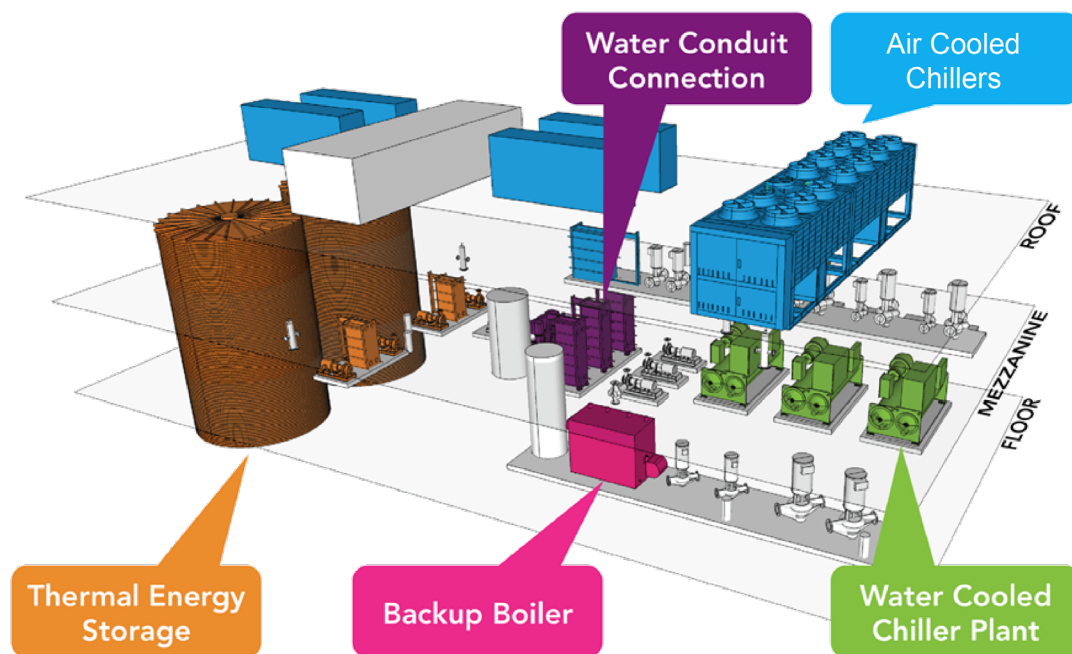 Water Conduit
Connection
Air Cooled
Chillers
ROOF
MEZZANINE
FLOOR
Thermal Energy
Storage
Backup Boiler
Water Cooled
Chiller Plant